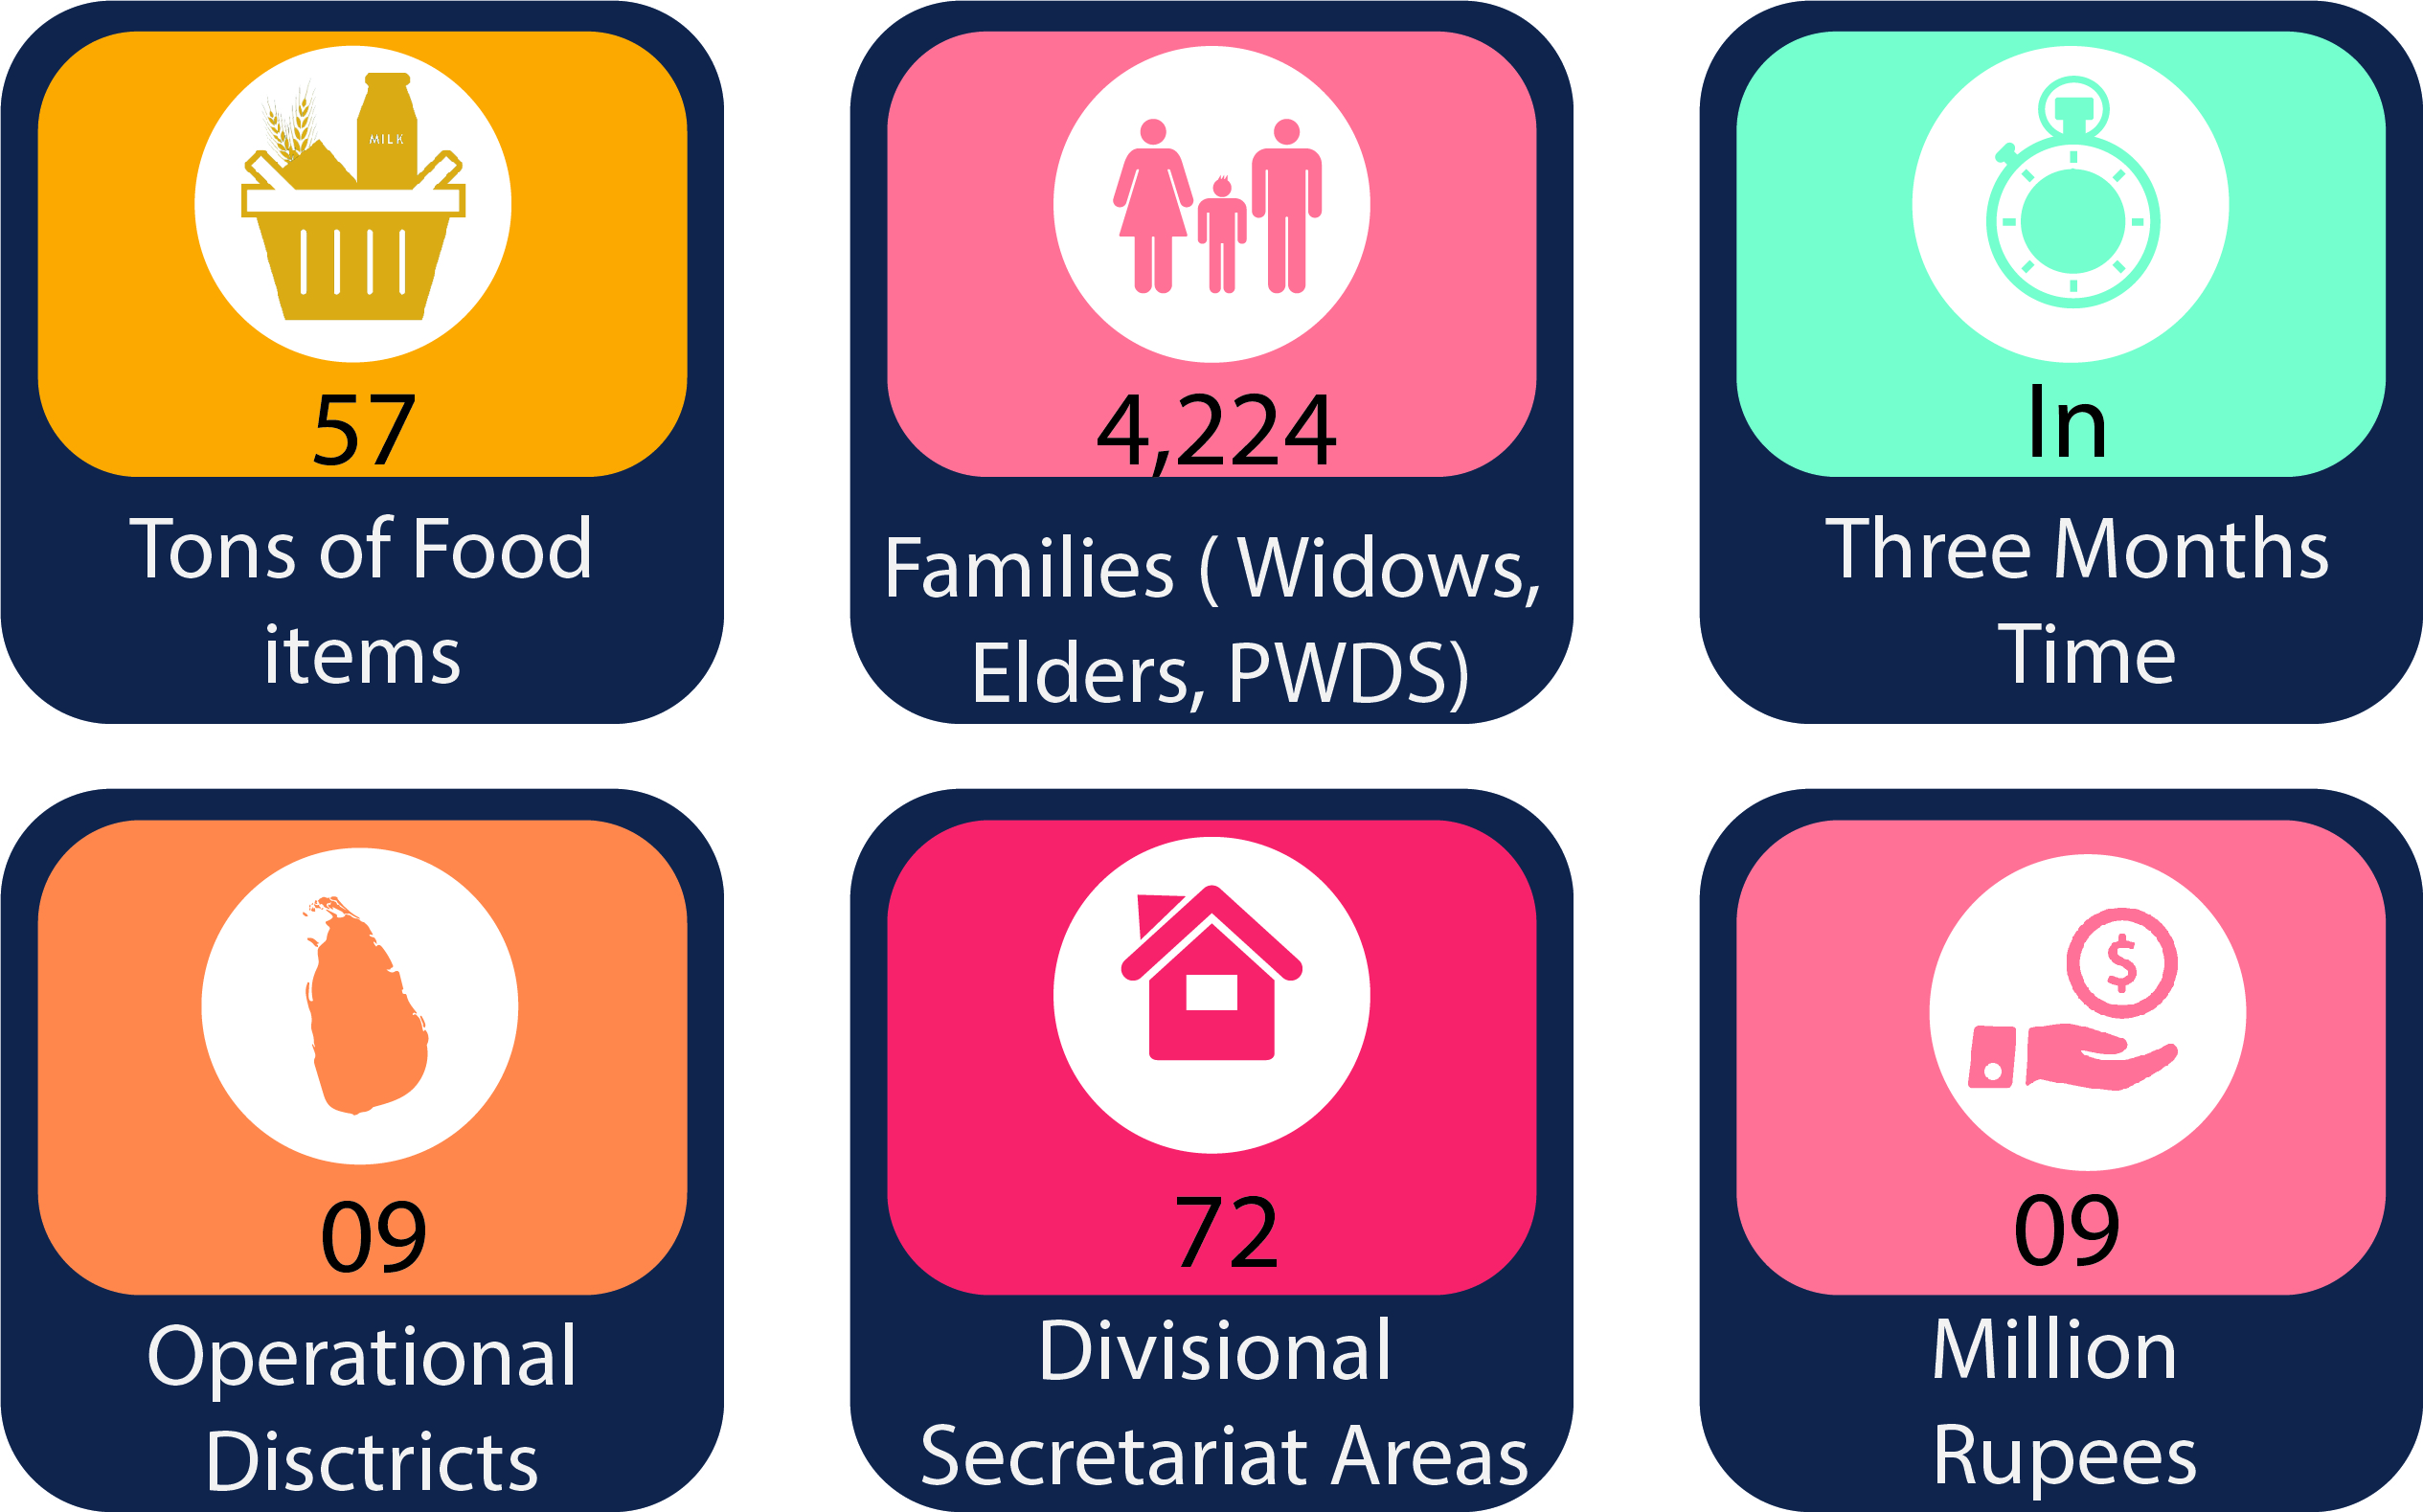 MILK
57
Tons of Food
items
4,224
Families ( Widows,
Elders, PWDS)
In
Three Months
Time
09
Operational
Disctricts
72
Divisional
Secretariat Areas
$
09
Million
Rupees